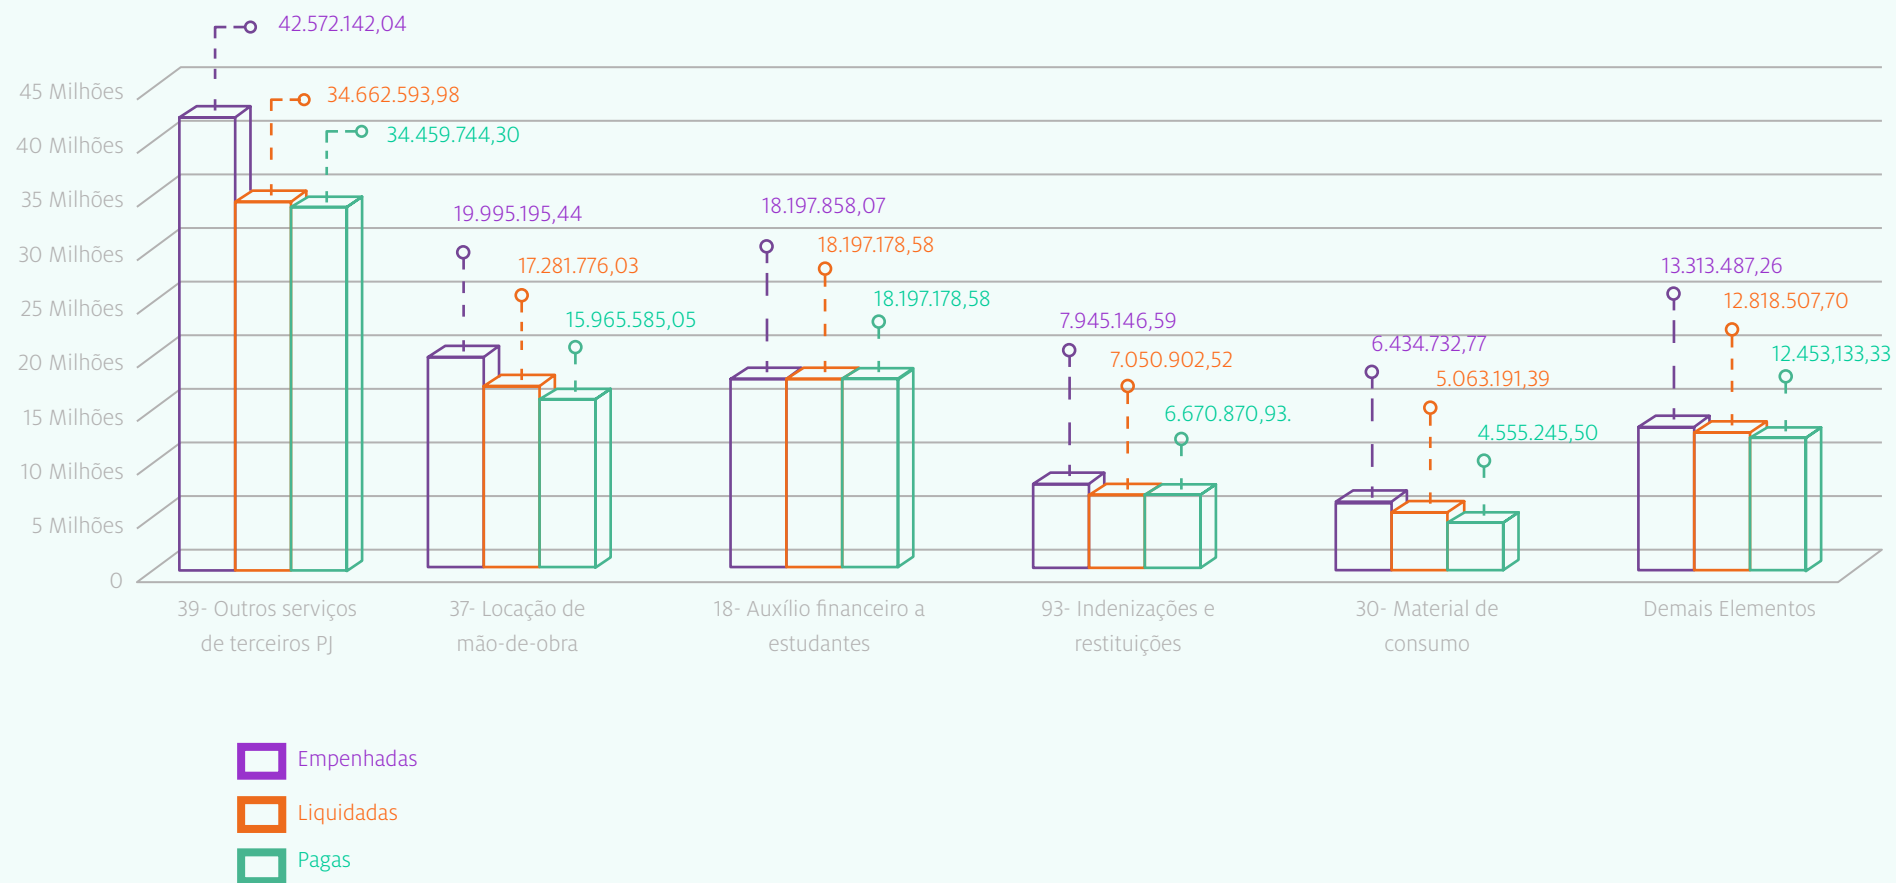 42.572.142,04
34.662.593,98
34.459.744,30
19.995.195,44
17.281.776,03
15.965.585,05
18.197.858,07
18.197.178,58
18.197.178,58
7.945.146,59
7.050.902,52
6.670.870,93.
6.434.732,77
5.063.191,39
4.555.245,50
13.313.487,26
12.818.507,70
12.453,133,33
45 Milhões
40 Milhões
35 Milhões
30 Milhões
25 Milhões
20 Milhões
15 Milhões
10 Milhões
5 Milhões
0
39- Outros serviços
de terceiros PJ
37- Locação de
mão-de-obra
18- Auxílio financeiro a
estudantes
93- Indenizações e
restituições
30- Material de
consumo
Demais Elementos
Empenhadas
Liquidadas
Pagas